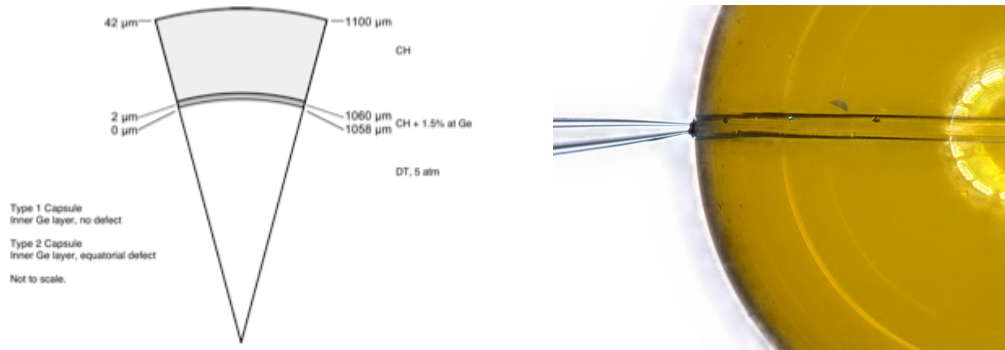 42 μm
1100 μm
CH
2 μm
0 μm
1060 μm
1058 μm
CH + 1.5% at Ge
DT, 5 atm
Type 1 Capsule
Inner Ge layer, no defect
Type 2 Capsule
Inner Ge layer, equatorial defect
Not to scale.